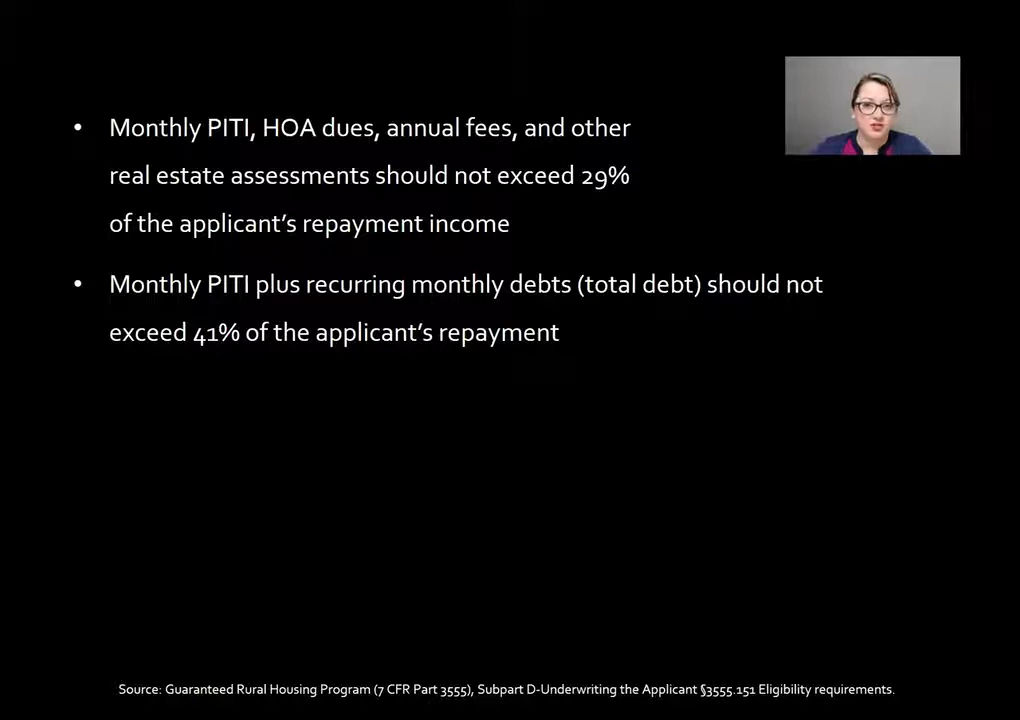 • Monthly PITI, HOA dues, annual fees, and other
real estate assessments should not exceed 29%
of the applicant’s repayment income
• Monthly PITI plus recurring monthly debts (total debt) should not
exceed 41% of the applicant’s repayment
Source: Guaranteed Rural Housing Program (7 CFR Part 3555), Subpart D-Underwriting the Applicant §3555.151 Eligibility requirements.